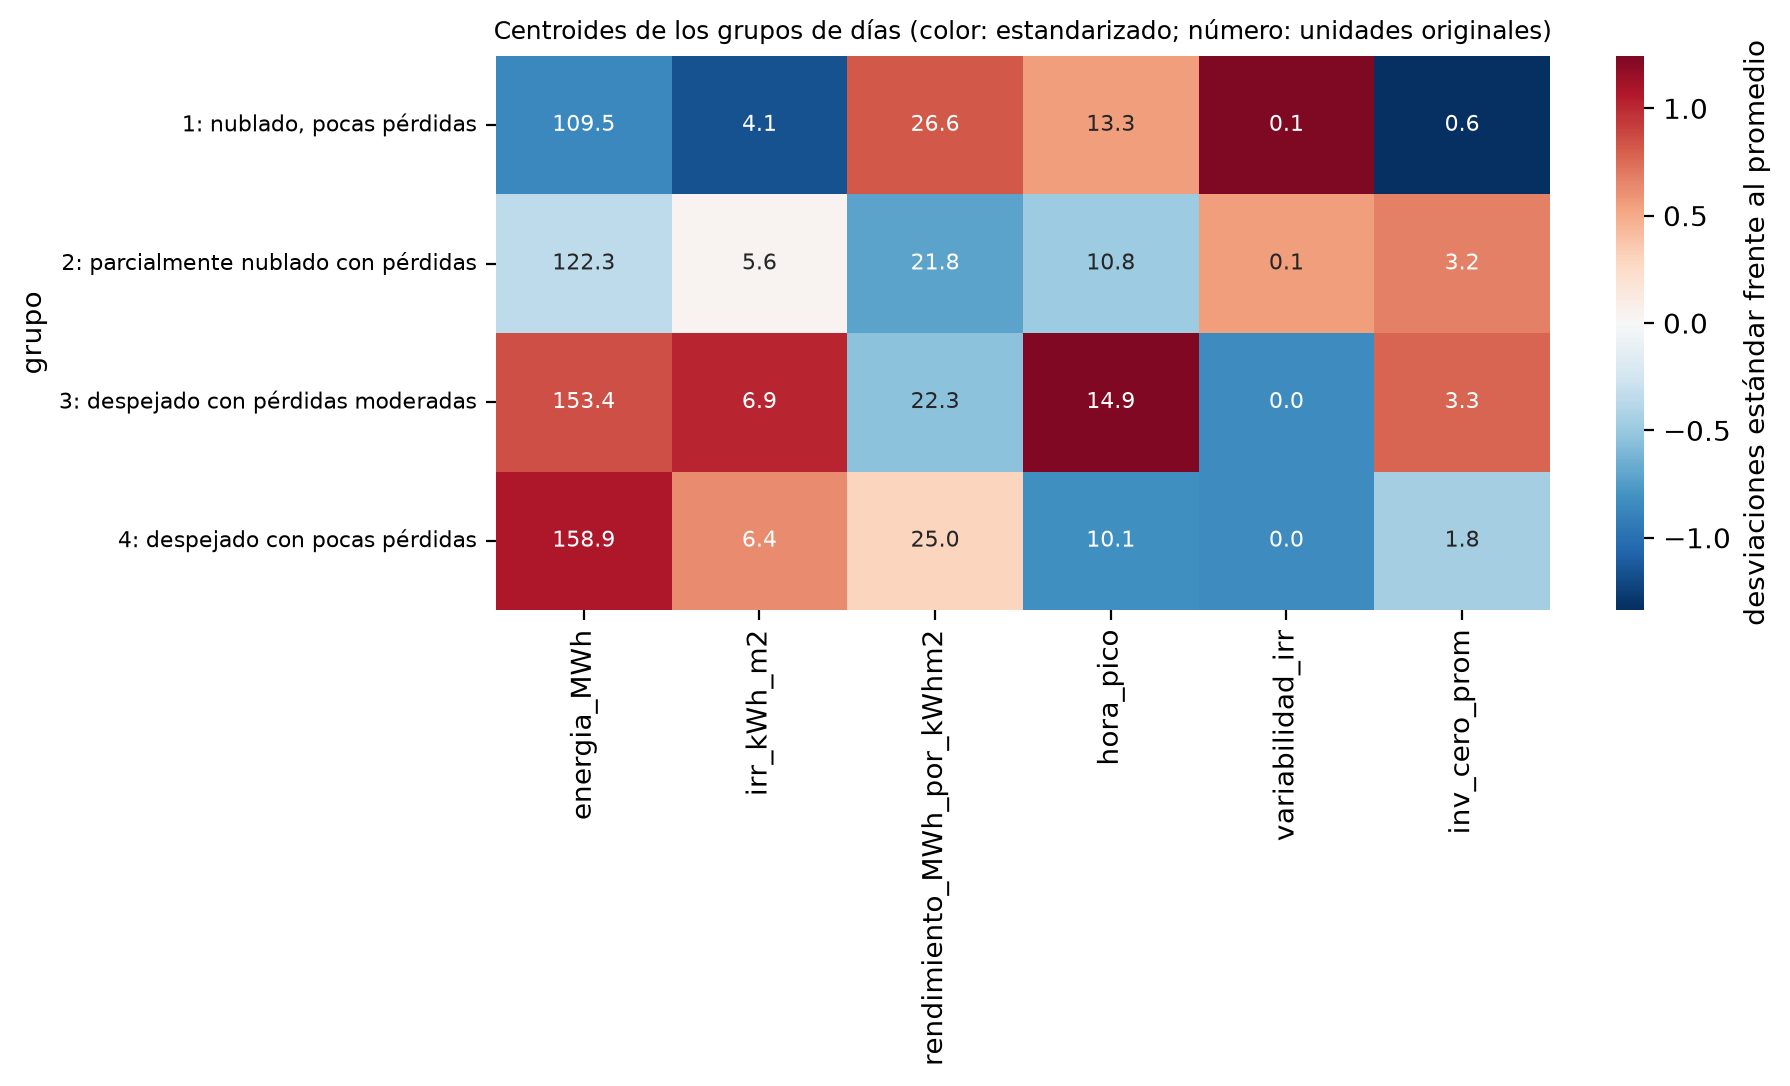 Centroides de los grupos de días (color: estandarizado; número: unidades originales)
grupo
1: nublado, pocas pérdidas
109.5 4.1 26.6 13.3 0.1 0.6
2: parcialmente nublado con pérdidas
122.3 5.6 21.8 10.8 0.1 3.2
3: despejado con pérdidas moderadas
153.4 6.9 22.3 14.9 0.0 3.3
4: despejado con pocas pérdidas
158.9 6.4 25.0 10.1 0.0 1.8
energia_MWh
irr_kWh_m2
rendimiento_MWh_por_kWhm2
hora_pico
variabilidad_irr
inv_cero_prom
1.0
0.5
0.0
−0.5
−1.0
desviaciones estándar frente al promedio